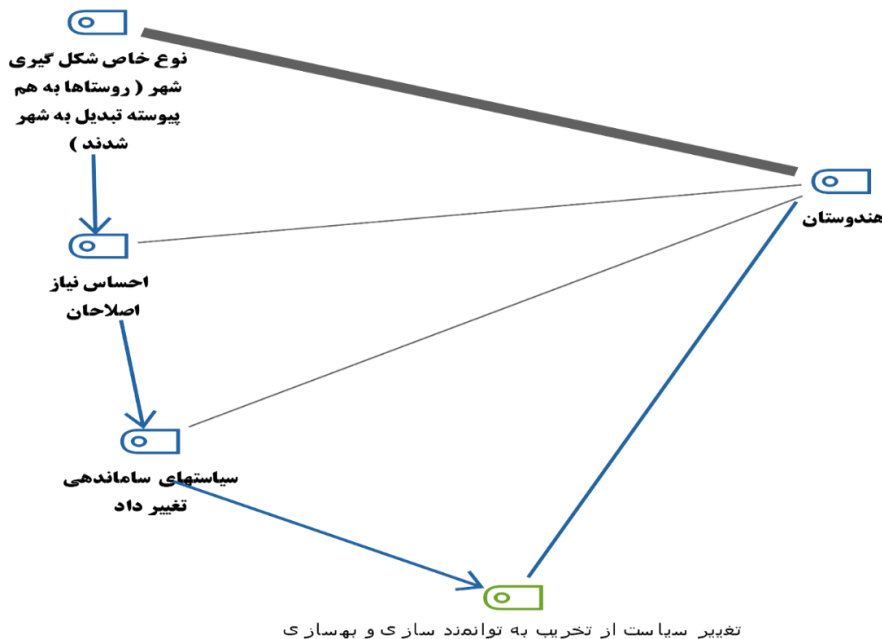 نوع خاص شکل گیری
شهر ( روستاها به هم
پیوسته تبدیل به شهر
شدند )
هندوستان
احساس نیاز
اصلاحان
سیاستهای ساماندهی
تغییر داد
تغییر سیاست از تخریب به توانمند سازی و بهسازی